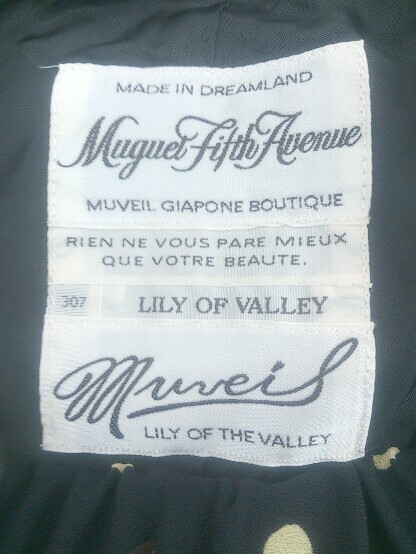 MADE IN DREAMLAND
Muguet Fifth Avenue
MUVEIL GIAPONE BOUTIQUE
RIEN NE VOUS PARE MIEUX
QUE VOTRE BEAUTE.
307 LILY OF VALLEY
Muveil
LILY OF THE VALLEY